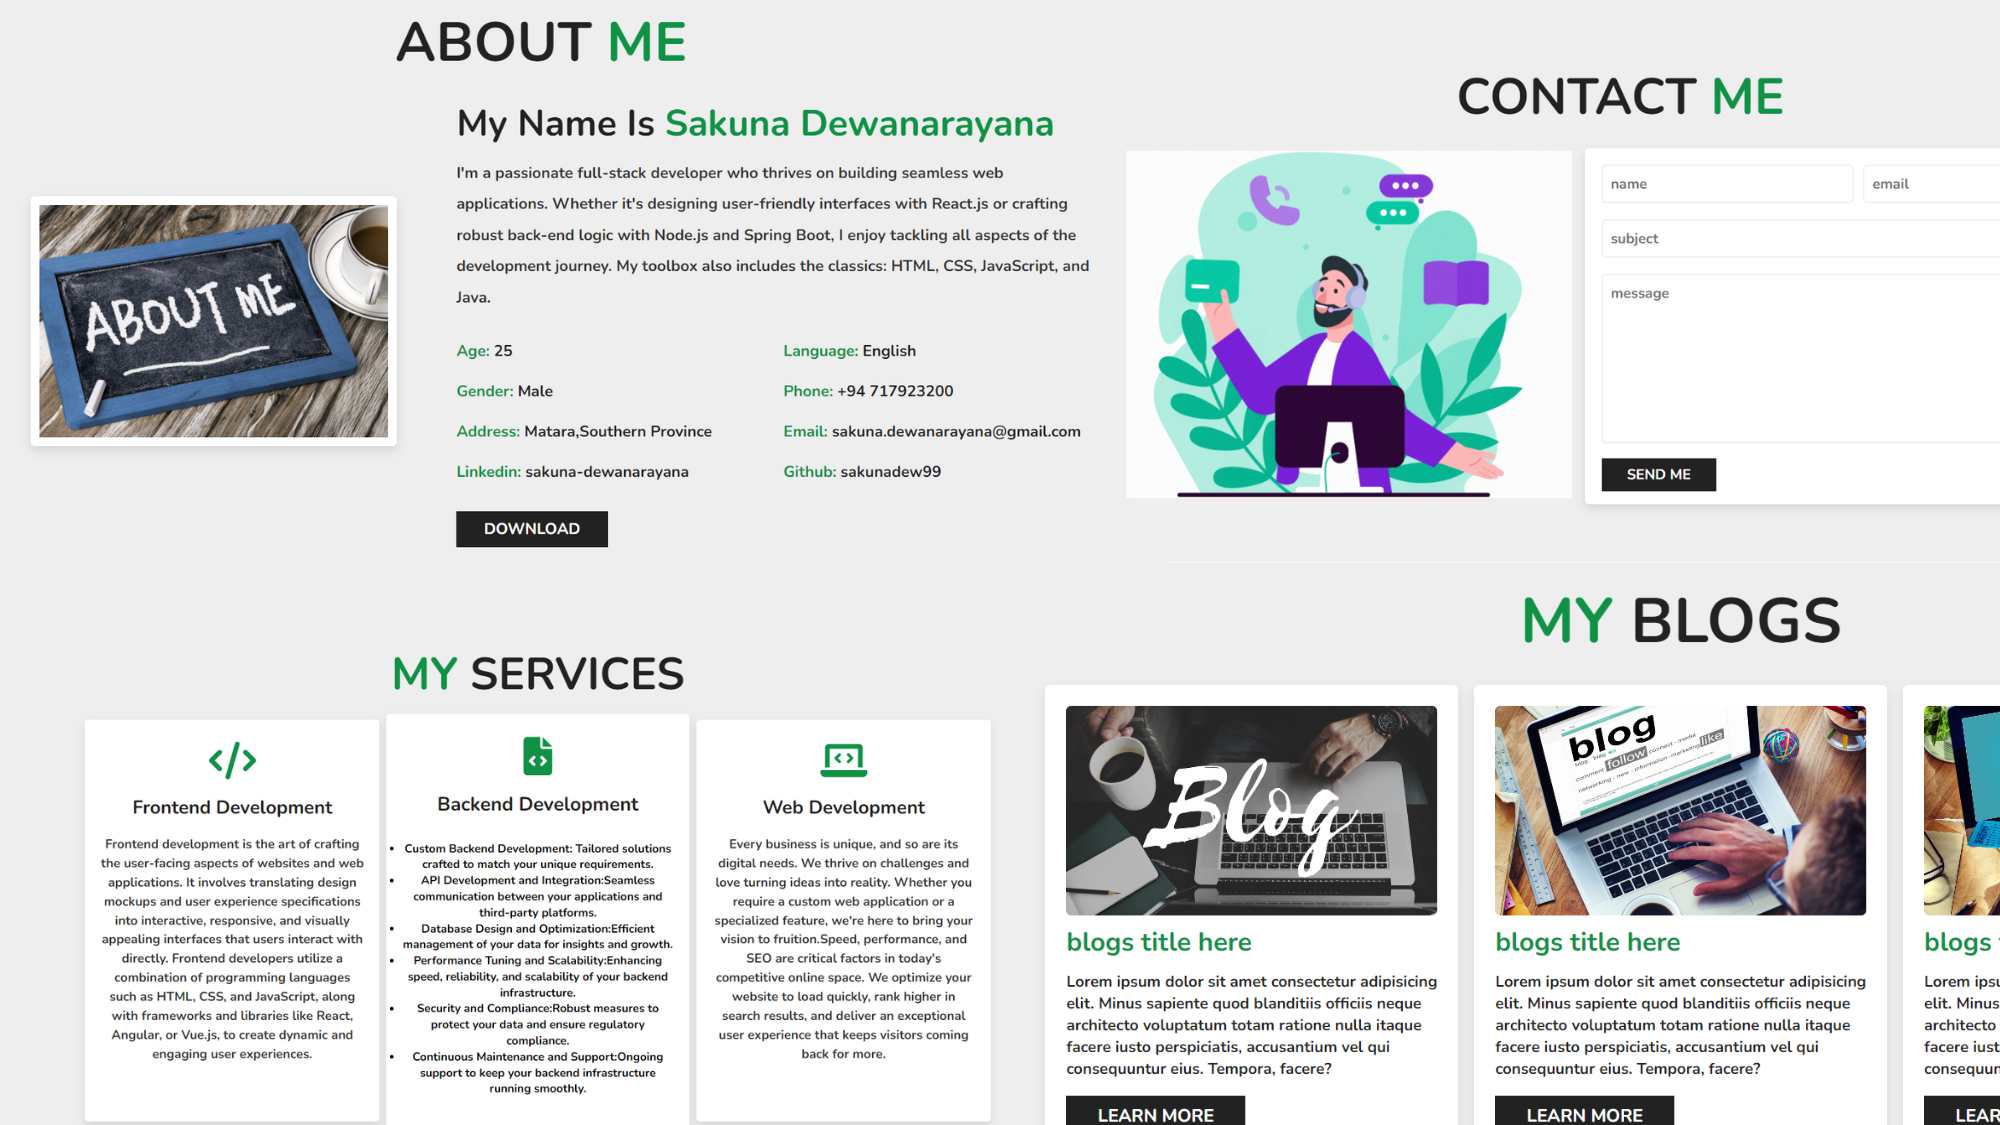 ABOUT ME
My Name Is Sakuna Dewanarayana
I'm a passionate full-stack developer who thrives on building seamless web
applications. Whether it's designing user-friendly interfaces with React.js or crafting
robust back-end logic with Node.js and Spring Boot, I enjoy tackling all aspects of the
development journey. My toolbox also includes the classics: HTML, CSS, JavaScript, and
Java.
ABOUT ME
Age: 25
Language: English
Gender: Male
Phone: +94 717923200
Address: Matara,Southern Province
Email: sakuna.dewanarayana@gmail.com
Linkedin: sakuna-dewanarayana
Github: sakunadew99
DOWNLOAD
CONTACT ME
name
email
subject
message
SEND ME
MY SERVICES
Frontend Development
Frontend development is the art of crafting
the user-facing aspects of websites and web
applications. It involves translating design
mockups and user experience specifications
into interactive, responsive, and visually
appealing interfaces that users interact with
directly. Frontend developers utilize a
combination of programming languages
such as HTML, CSS, and JavaScript, along
with frameworks and libraries like React,
Angular, or Vue.js, to create dynamic and
engaging user experiences.
Backend Development
• Custom Backend Development: Tailored solutions
crafted to match your unique requirements.
• API Development and Integration:Seamless
communication between your applications and
third-party platforms.
• Database Design and Optimization:Efficient
management of your data for insights and growth.
• Performance Tuning and Scalability:Enhancing
speed, reliability, and scalability of your backend
infrastructure.
• Security and Compliance:Robust measures to
protect your data and ensure regulatory
compliance.
• Continuous Maintenance and Support:Ongoing
support to keep your backend infrastructure
running smoothly.
Web Development
Every business is unique, and so are its
digital needs. We thrive on challenges and
love turning ideas into reality. Whether you
require a custom web application or a
specialized feature, we're here to bring your
vision to fruition.Speed, performance, and
SEO are critical factors in today's
competitive online space. We optimize your
website to load quickly, rank higher in
search results, and deliver an exceptional
user experience that keeps visitors coming
back for more.
MY BLOGS
Blog
blogs title here
Lorem ipsum dolor sit amet consectetur adipisicing
elit. Minus sapiente quod blanditiis officiis neque
architecto voluptatum totam ratione nulla itaque
facere iusto perspiciatis, accusantium vel qui
consequuntur eius. Tempora, facere?
LEARN MORE
blog
follow connect - media
like
blogs title here
Lorem ipsum dolor sit amet consectetur adipisicing
elit. Minus sapiente quod blanditiis officiis neque
architecto voluptatum totam ratione nulla itaque
facere iusto perspiciatis, accusantium vel qui
consequuntur eius. Tempora, facere?
LEARN MORE
blogs
Lorem
elit. Minus
architecto
facere